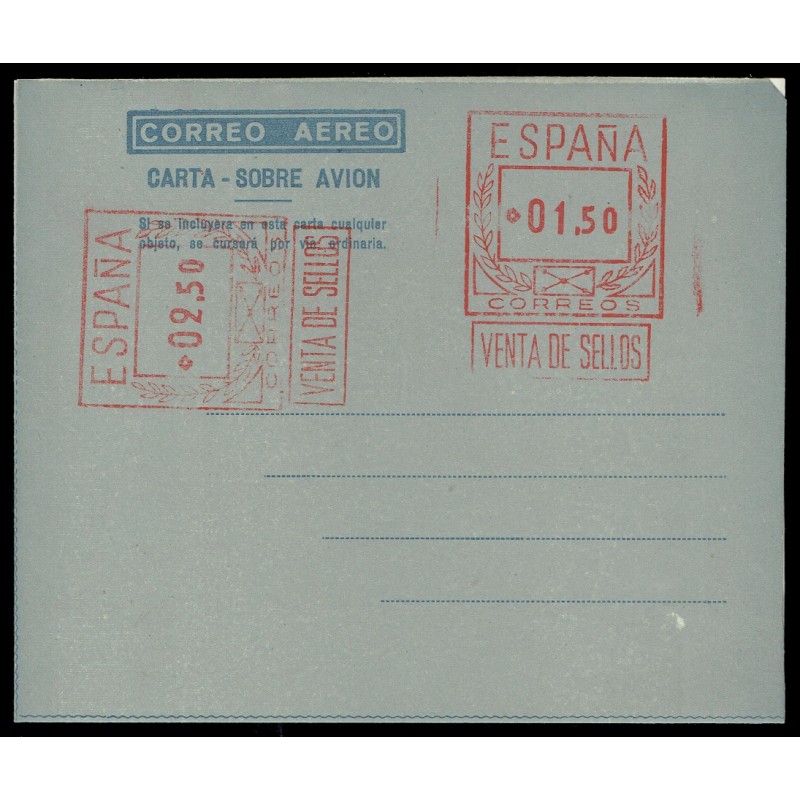 CORREO AEREO
CARTA - SOBRE AVION
Si se incluyera en esta carta cualquier
objeto, se cursará por vía ordinaria.
ESPAÑA
01.50
CORREOS
VENTA DE SELLOS
ESPAÑA
02.50
CORREOS
VENTA DE SELLOS